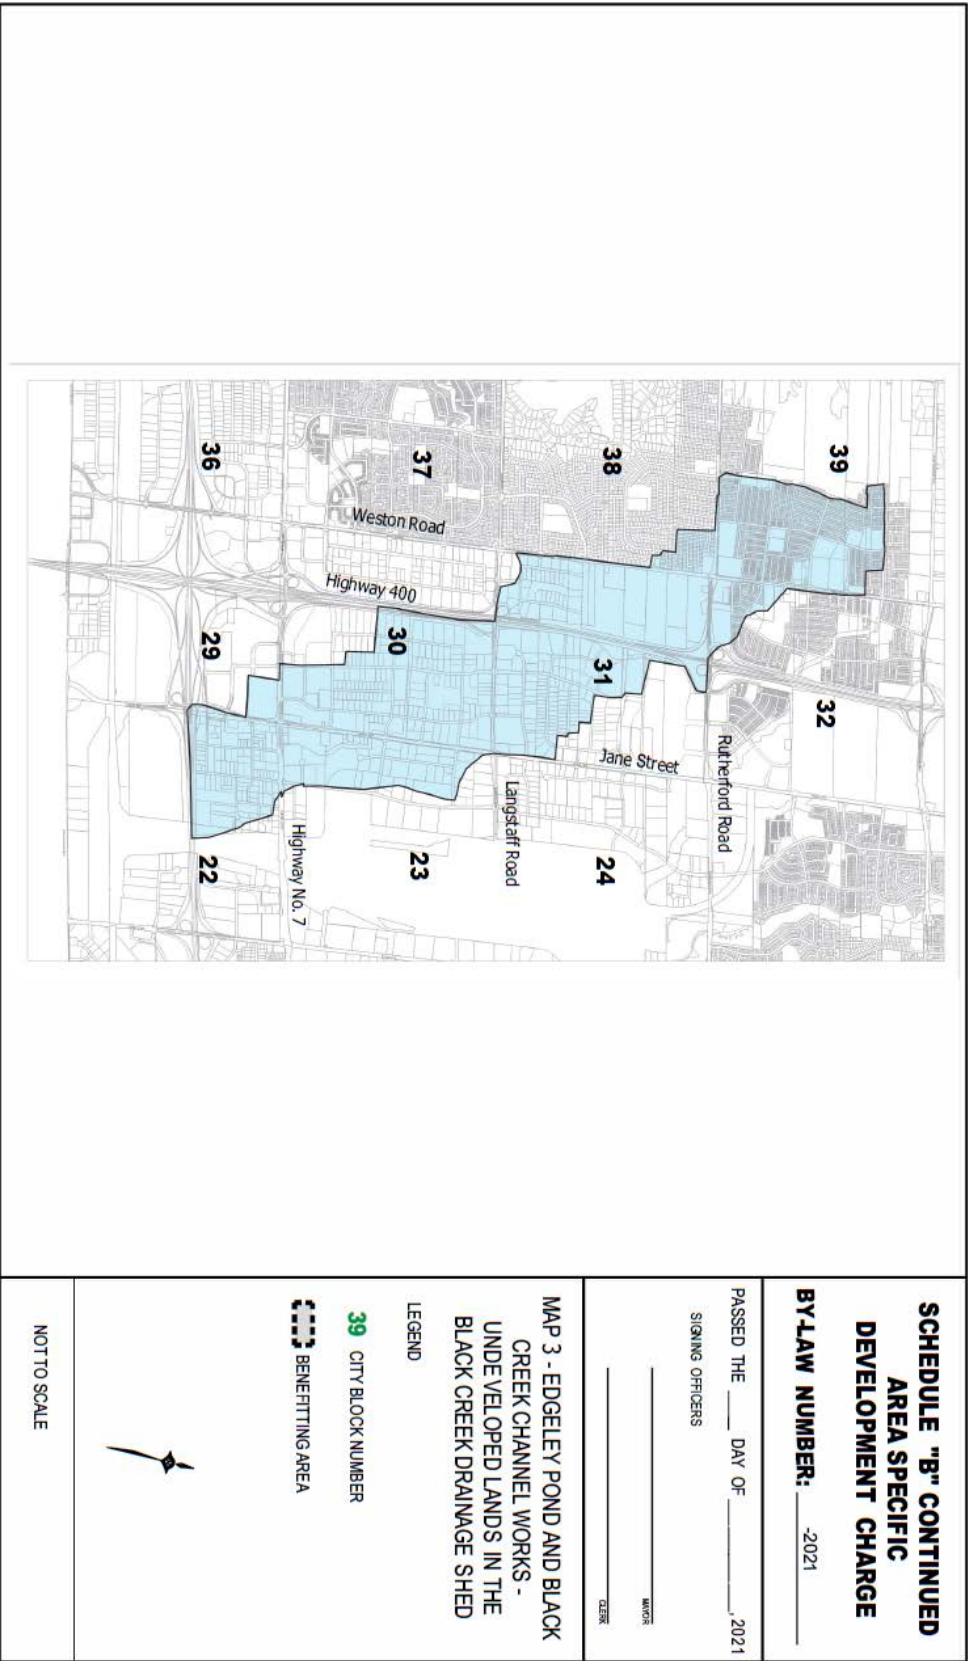 SCHEDULE "B" CONTINUED
AREA SPECIFIC
DEVELOPMENT CHARGE
BY-LAW NUMBER: ________ -2021
PASSED THE ____ DAY OF __________, 2021
SIGNING OFFICERS
MAYOR
CLERK
MAP 3 - EDGELEY POND AND BLACK
CREEK CHANNEL WORKS -
UNDEVELOPED LANDS IN THE
BLACK CREEK DRAINAGE SHED
LEGEND
39 CITY BLOCK NUMBER
BENEFITTING AREA
NOT TO SCALE
39
32
Rutherford Road
38
31
Jane Street
24
Langstaff Road
37
Weston Road
Highway 400
30
23
Highway No. 7
36
29
22